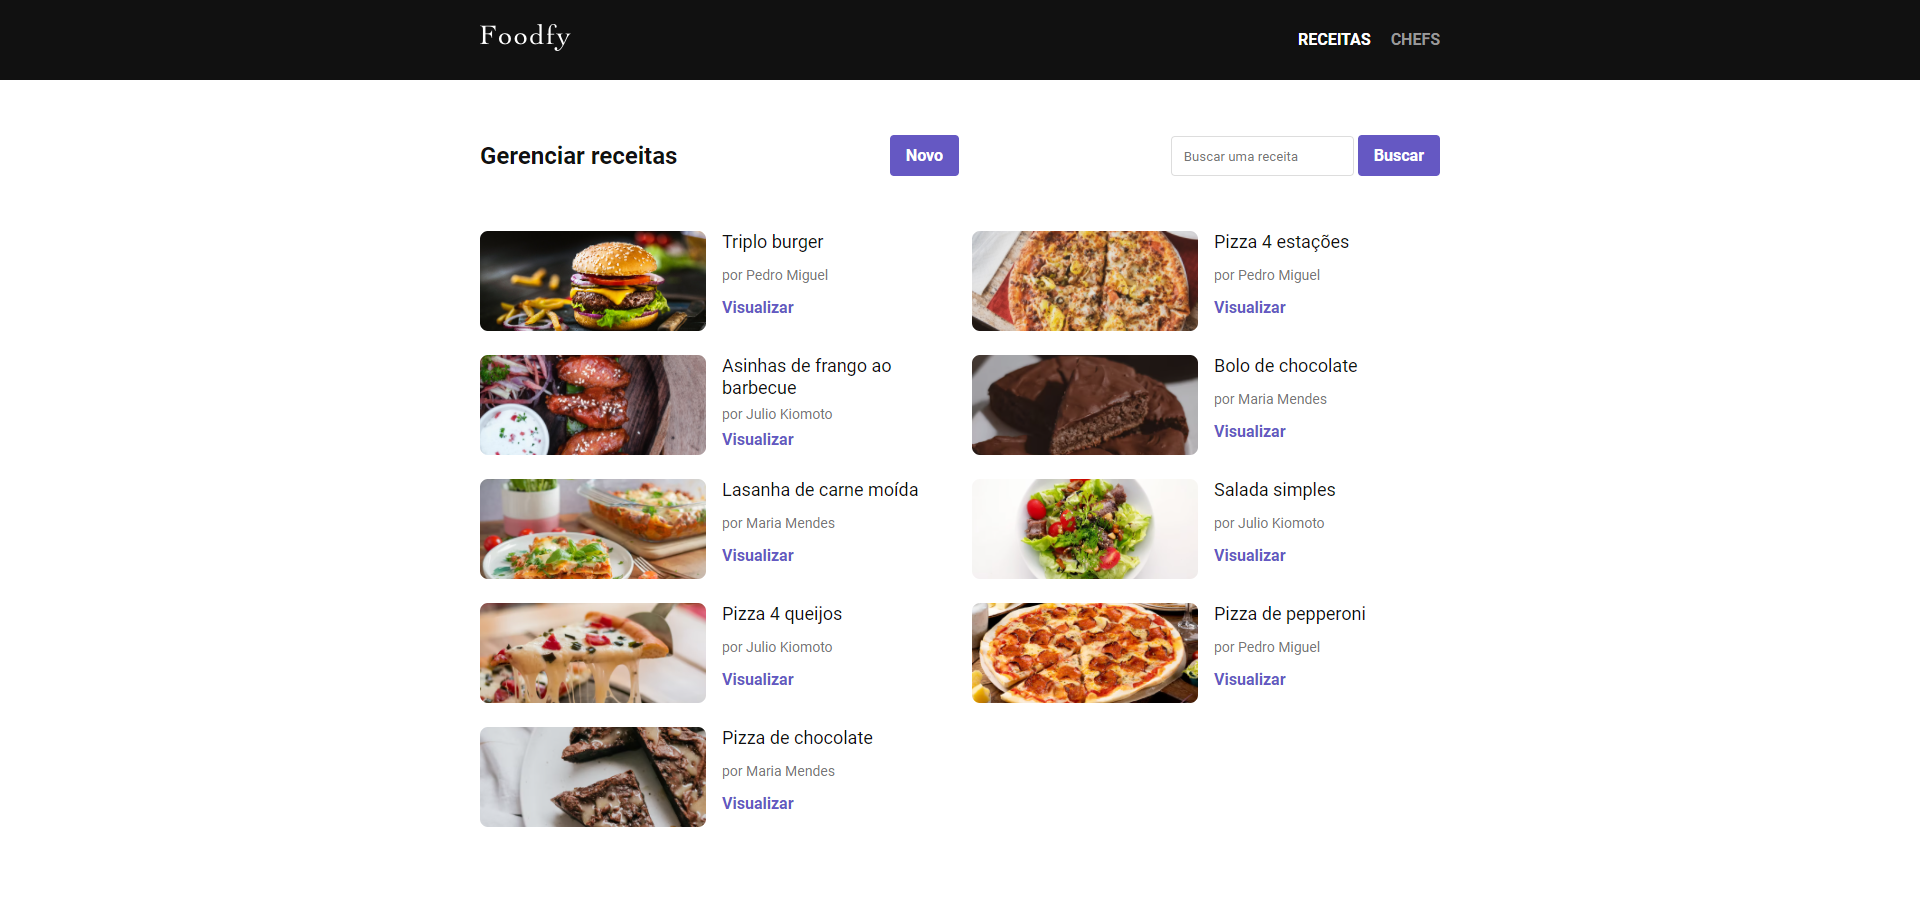 Foodfy
RECEITAS
CHEFS
Gerenciar receitas
Novo
Buscar uma receita
Buscar
Triplo burger
por Pedro Miguel
Visualizar
Pizza 4 estações
por Pedro Miguel
Visualizar
Asinhas de frango ao
barbecue
por Julio Kiomoto
Visualizar
Bolo de chocolate
por Maria Mendes
Visualizar
Lasanha de carne moída
por Maria Mendes
Visualizar
Salada simples
por Julio Kiomoto
Visualizar
Pizza 4 queijos
por Julio Kiomoto
Visualizar
Pizza de pepperoni
por Pedro Miguel
Visualizar
Pizza de chocolate
por Maria Mendes
Visualizar